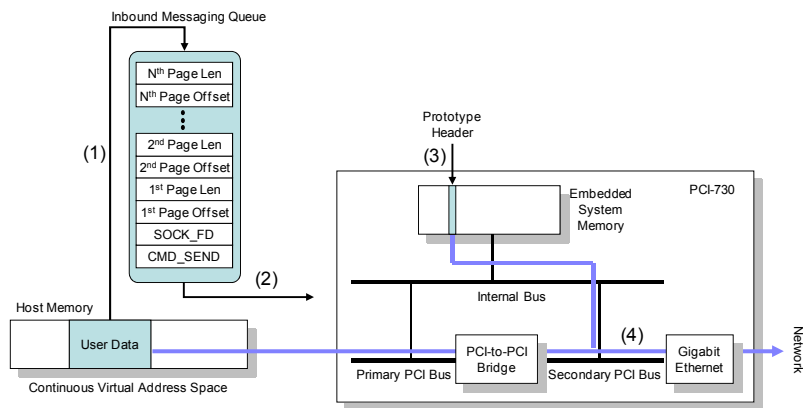 Inbound Messaging Queue
Nth Page Len
Nth Page Offset
2nd Page Len
2nd Page Offset
1st Page Len
1st Page Offset
SOCK_FD
CMD_SEND
(1)
(2)
Host Memory
User Data
Continuous Virtual Address Space
Prototype
Header
(3)
PCI-730
Embedded
System
Memory
Internal Bus
(4)
PCI-to-PCI
Bridge
Gigabit
Ethernet
Primary PCI Bus
Secondary PCI Bus
Network